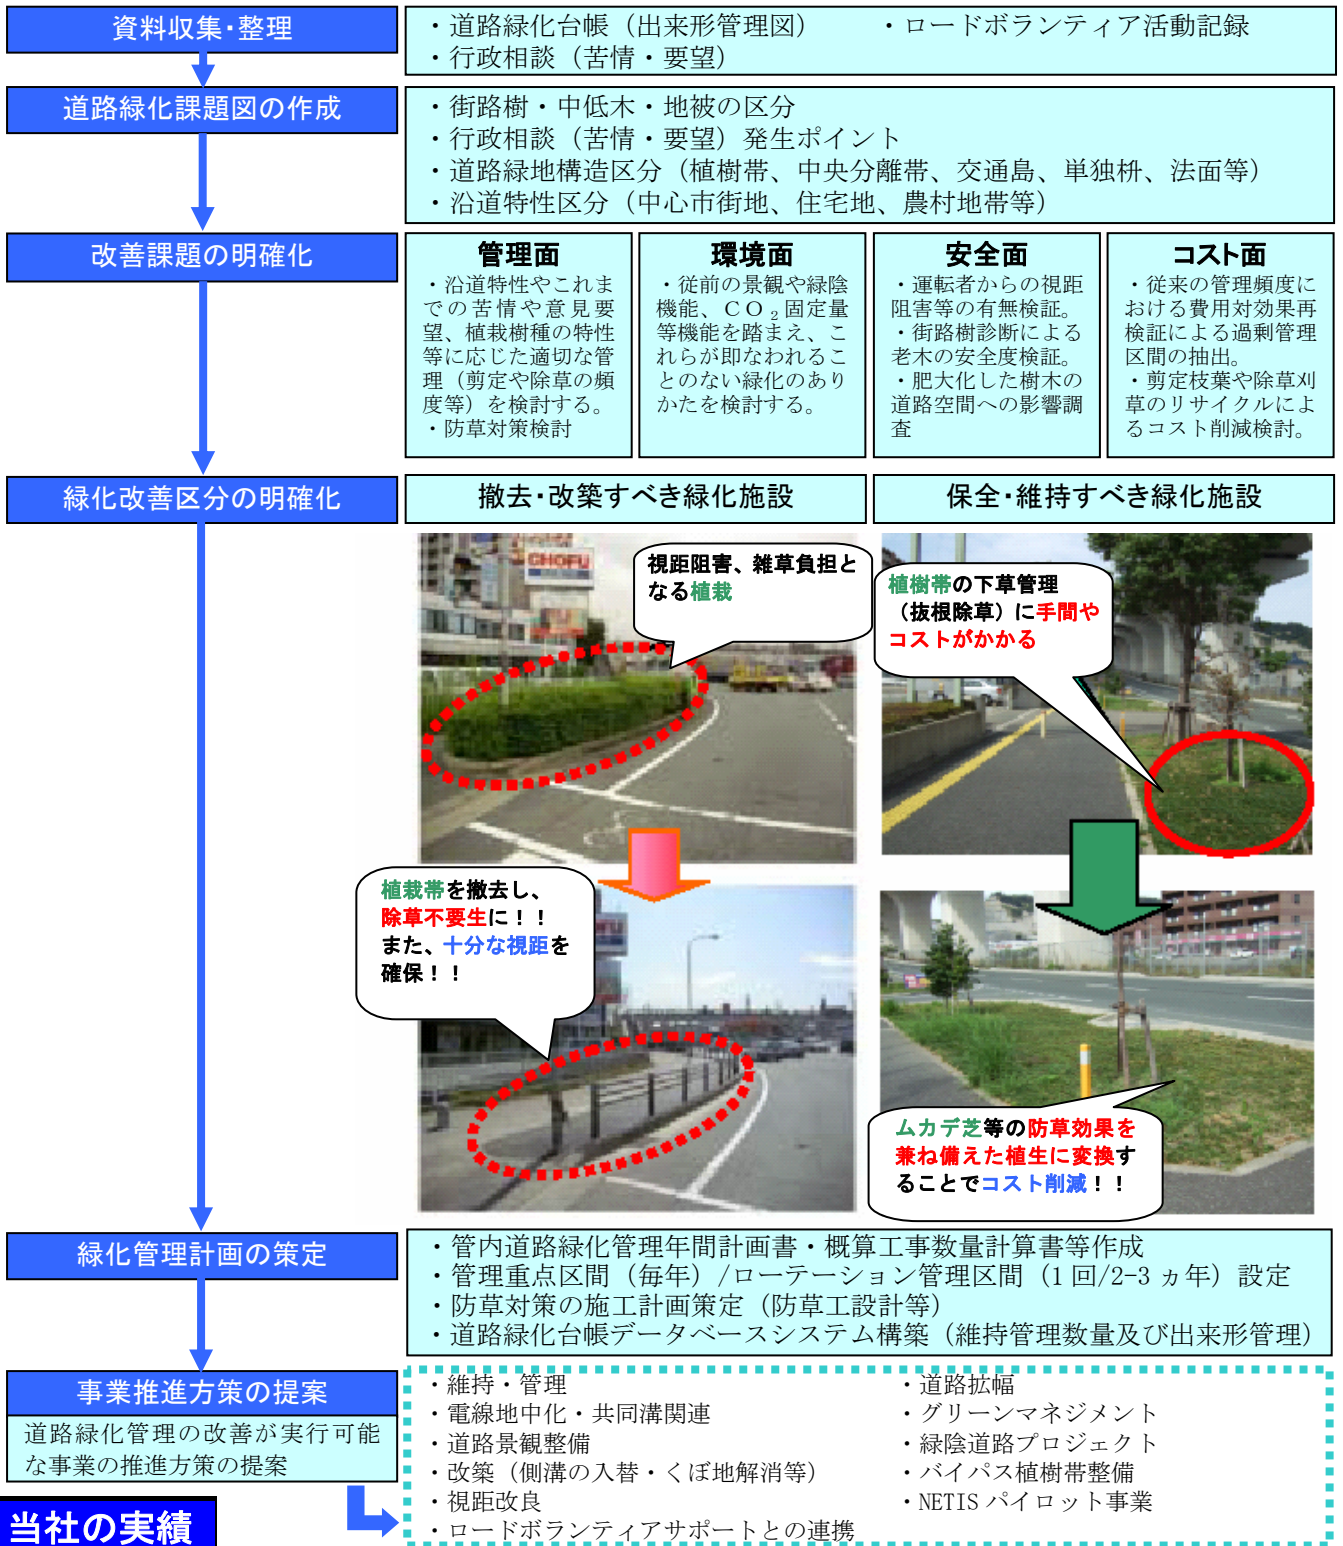 資料収集･整理
・道路緑化台帳（出来形管理図）　　・ロードボランティア活動記録
・行政相談（苦情・要望）
道路緑化課題図の作成
・街路樹・中低木・地被の区分
・行政相談（苦情・要望）発生ポイント
・道路緑地構造区分（植樹帯、中央分離帯、交通島、単独枡、法面等）
・沿道特性区分（中心市街地、住宅地、農村地帯等）
改善課題の明確化
管理面
・沿道特性やこれま
での苦情や意見要
望、植栽樹種の特性
等に応じた適切な管
理（剪定や除草の頻
度等）を検討する。
・防草対策検討
環境面
・従前の景観や緑陰
機能、ＣＯ₂固定量
等機能を踏まえ、こ
れらが即なわれるこ
とのない緑化のあり
かたを検討する。
安全面
・運転者からの視距
阻害等の有無検証。
・街路樹診断による
老木の安全度検証。
・肥大化した樹木の
道路空間への影響調
査
コスト面
・従来の管理頻度に
おける費用対効果再
検証による過剰管理
区間の抽出。
・剪定枝葉や除草刈
草のリサイクルによ
るコスト削減検討。
緑化改善区分の明確化
撤去･改築すべき緑化施設
保全･維持すべき緑化施設
CHOFU
視距阻害、雑草負担と
なる植栽
植樹帯の下草管理
（抜根除草）に手間や
コストがかかる
植栽帯を撤去し、
除草不要生に！！
また、十分な視距を
確保！！
ムカデ芝等の防草効果を
兼ね備えた植生に変換す
ることでコスト削減！！
緑化管理計画の策定
・管内道路緑化管理年間計画書・概算工事数量計算書等作成
・管理重点区間（毎年）/ローテーション管理区間（1 回/2-3 ヵ年）設定
・防草対策の施工計画策定（防草工設計等）
・道路緑化台帳データベースシステム構築（維持管理数量及び出来形管理）
事業推進方策の提案
道路緑化管理の改善が実行可能
な事業の推進方策の提案
・維持・管理
・電線地中化・共同溝関連
・道路景観整備
・改築（側溝の入替・くぼ地解消等）
・視距改良
・ロードボランティアサポートとの連携
・道路拡幅
・グリーンマネジメント
・緑陰道路プロジェクト
・バイパス植樹帯整備
・NETIS パイロット事業
当社の実績